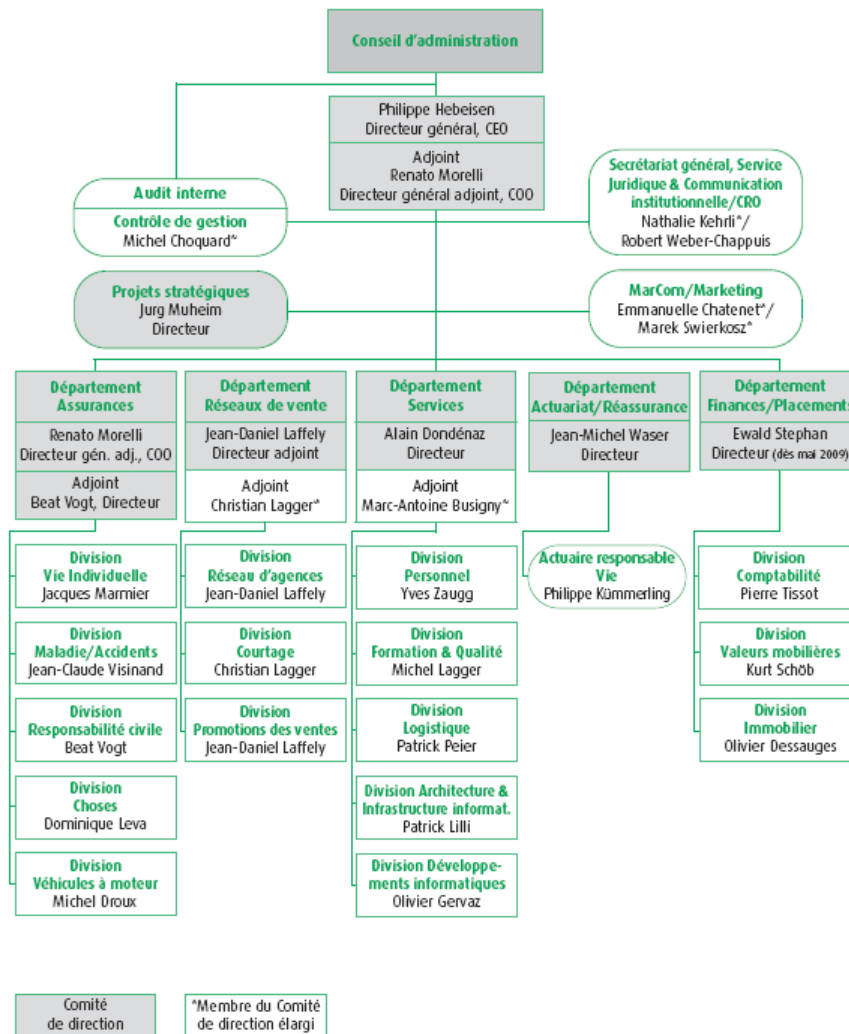 Conseil d'administration
Philippe Hebeisen
Directeur général, CEO
Adjoint
Renato Morelli
Directeur général adjoint, COO
Audit interne
Contrôle de gestion
Michel Choquard*
Secrétariat général, Service
Juridique & Communication
institutionnelle/CRO
Nathalie Kehrli*/
Robert Weber-Chappuis
Projets stratégiques
Jurg Muheim
Directeur
MarCom/Marketing
Emmanuelle Chatenet*/
Marek Swierkosz*
Département
Assurances
Renato Morelli
Directeur gén. adj., COO
Adjoint
Beat Vogt, Directeur
Département
Réseaux de vente
Jean-Daniel Laffely
Directeur adjoint
Adjoint
Christian Lagger*
Département
Services
Alain Dondénaz
Directeur
Adjoint
Marc-Antoine Busigny*
Département
Actuariat/Réassurance
Jean-Michel Waser
Directeur
Département
Finances/Placements
Ewald Stephan
Directeur (dès mai 2009)
Division
Vie Individuelle
Jacques Marmier
Division
Maladie/Accidents
Jean-Claude Visinand
Division
Responsabilité civile
Beat Vogt
Division
Choses
Dominique Leva
Division
Véhicules à moteur
Michel Droux
Division
Réseau d'agences
Jean-Daniel Laffely
Division
Courtage
Christian Lagger
Division
Promotions des ventes
Jean-Daniel Laffely
Division
Personnel
Yves Zaugg
Division
Formation & Qualité
Michel Lagger
Division
Logistique
Patrick Peier
Division Architecture &
Infrastructure informat.
Patrick Lilli
Division Développe-
ments informatiques
Olivier Gervaz
Actuaire responsable
Vie
Philippe Kümmerling
Division
Comptabilité
Pierre Tissot
Division
Valeurs mobilières
Kurt Schöb
Division
Immobilier
Olivier Dessauges
Comité
de direction
*Membre du Comité
de direction élargi